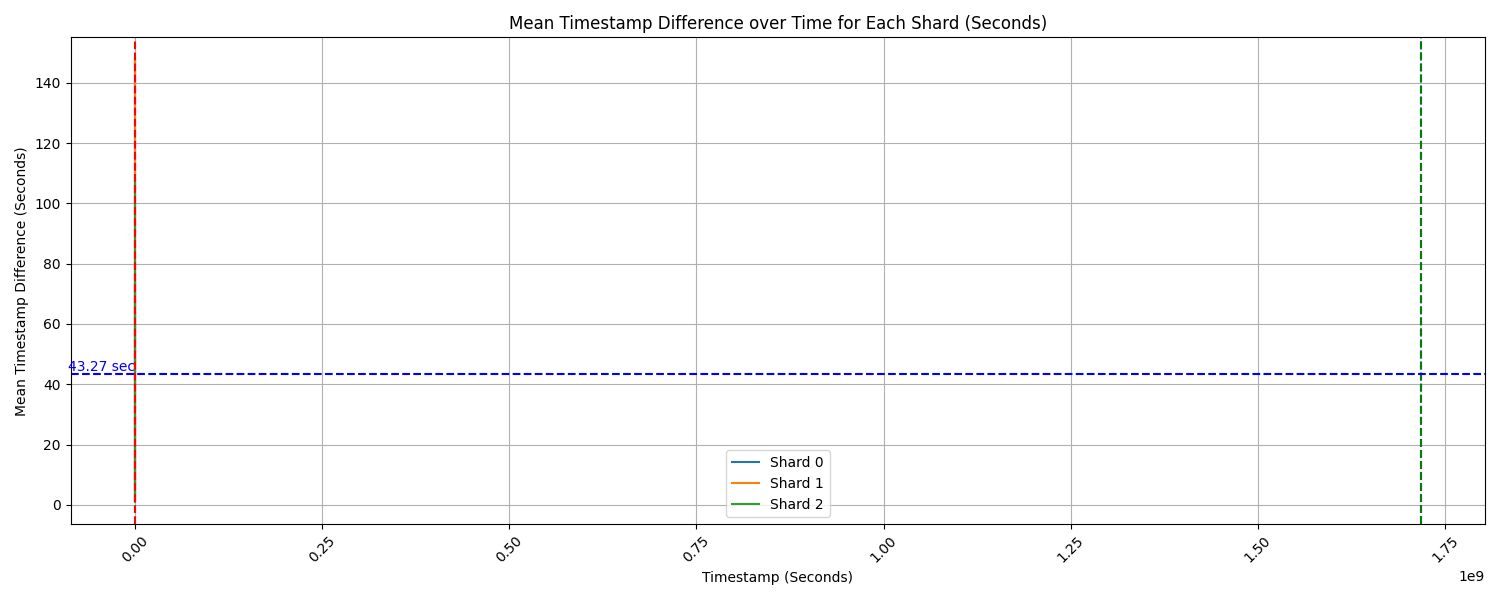 Mean Timestamp Difference over Time for Each Shard (Seconds)
Mean Timestamp Difference (Seconds)
140
120
100
80
60
40
20
0
43.27 sec
Shard 0
Shard 1
Shard 2
0.00
0.25
0.50
0.75
1.00
1.25
1.50
1.75
1e9
Timestamp (Seconds)